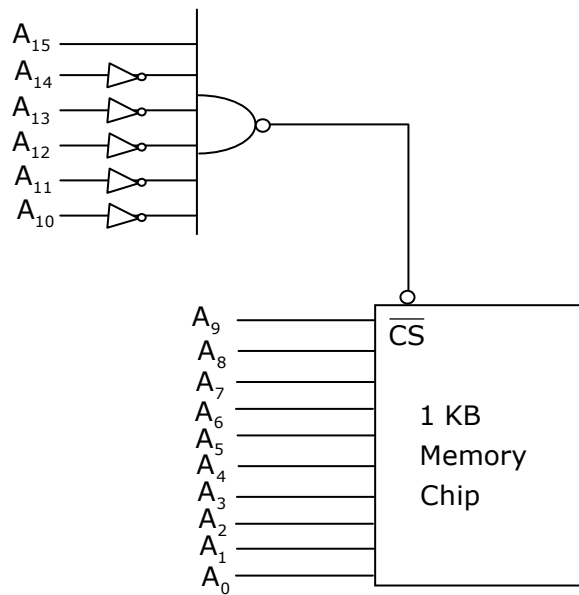 A₁₅
A₁₄
A₁₃
A₁₂
A₁₁
A₁₀
A₉
A₈
A₇
A₆
A₅
A₄
A₃
A₂
A₁
A₀
C̅S̅
1 KB
Memory
Chip